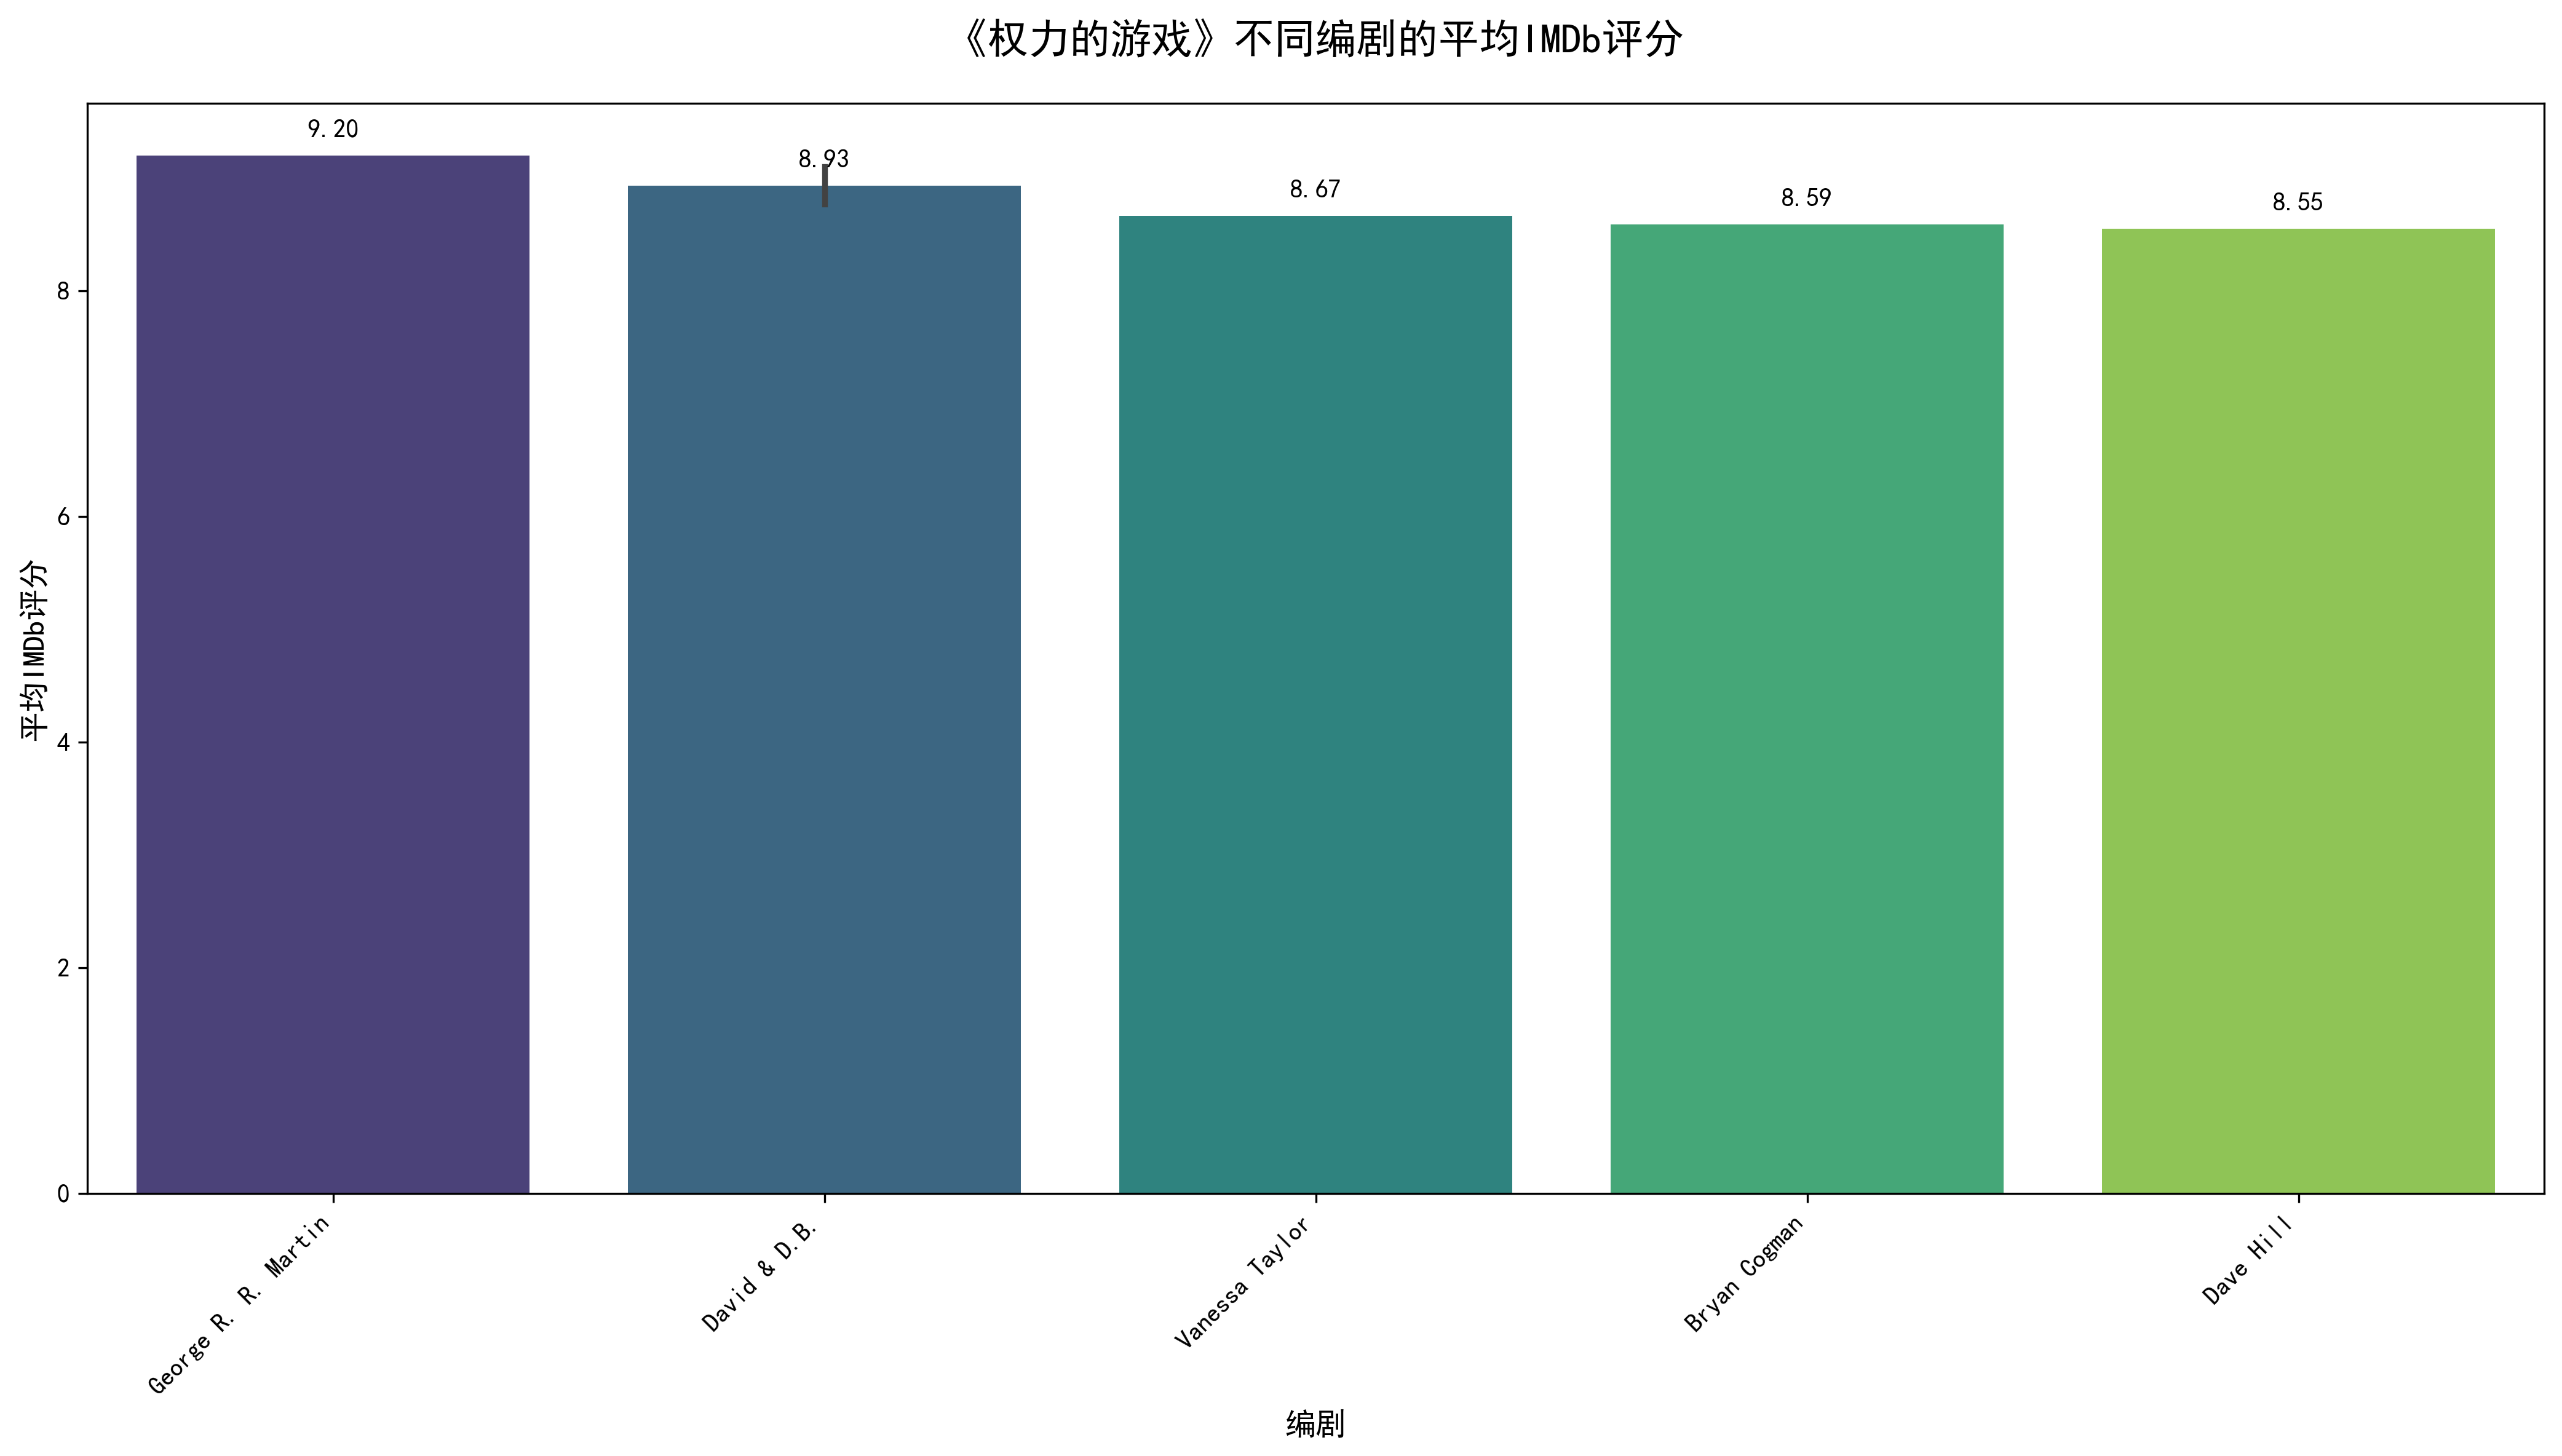 《权力的游戏》不同编剧的平均IMDb评分
9.20
8.93
8.67
8.59
8.55
8
6
4
2
0
平均IMDb评分
George R. R. Martin
David & D.B.
Vanessa Taylor
Bryan Cogman
Dave Hill
编剧